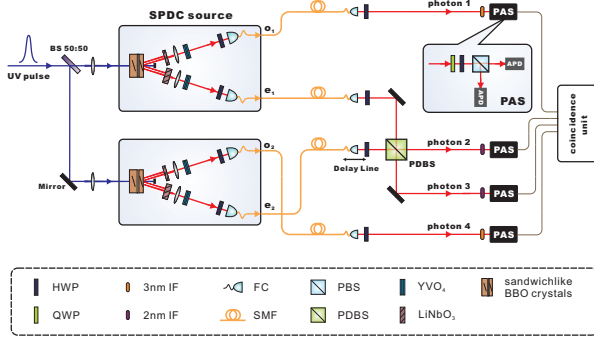 SPDC source
BS 50:50
UV pulse
Mirror
o₁
e₁
o₂
e₂
photon 1
PAS
APD
APD
PAS
PDBS
Delay Line
photon 2
PAS
photon 3
PAS
photon 4
PAS
coincidence
unit
HWP
3nm IF
FC
PBS
YVO₄
sandwichlike
BBO crystals
QWP
2nm IF
SMF
PDBS
LiNbO₃